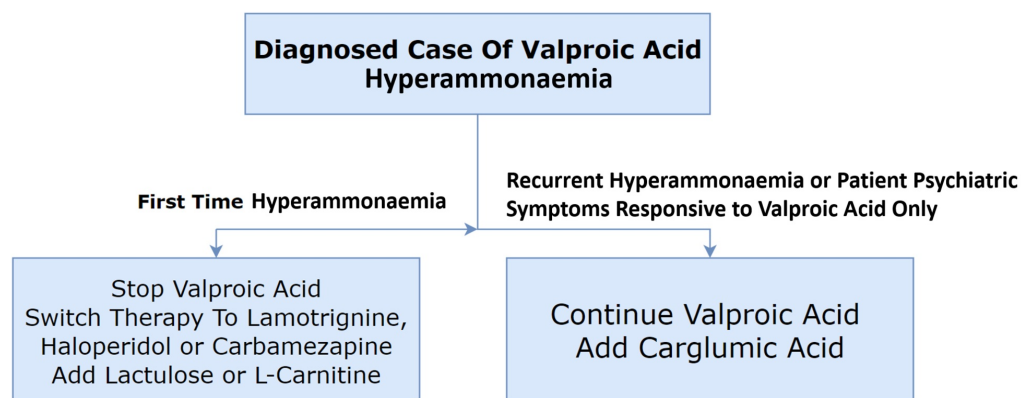 Diagnosed Case Of Valproic Acid
Hyperammonaemia
First Time Hyperammonaemia
Recurrent Hyperammonaemia or Patient Psychiatric
Symptoms Responsive to Valproic Acid Only
Stop Valproic Acid
Switch Therapy To Lamotrignine,
Haloperidol or Carbamezapine
Add Lactulose or L-Carnitine
Continue Valproic Acid
Add Carglumic Acid